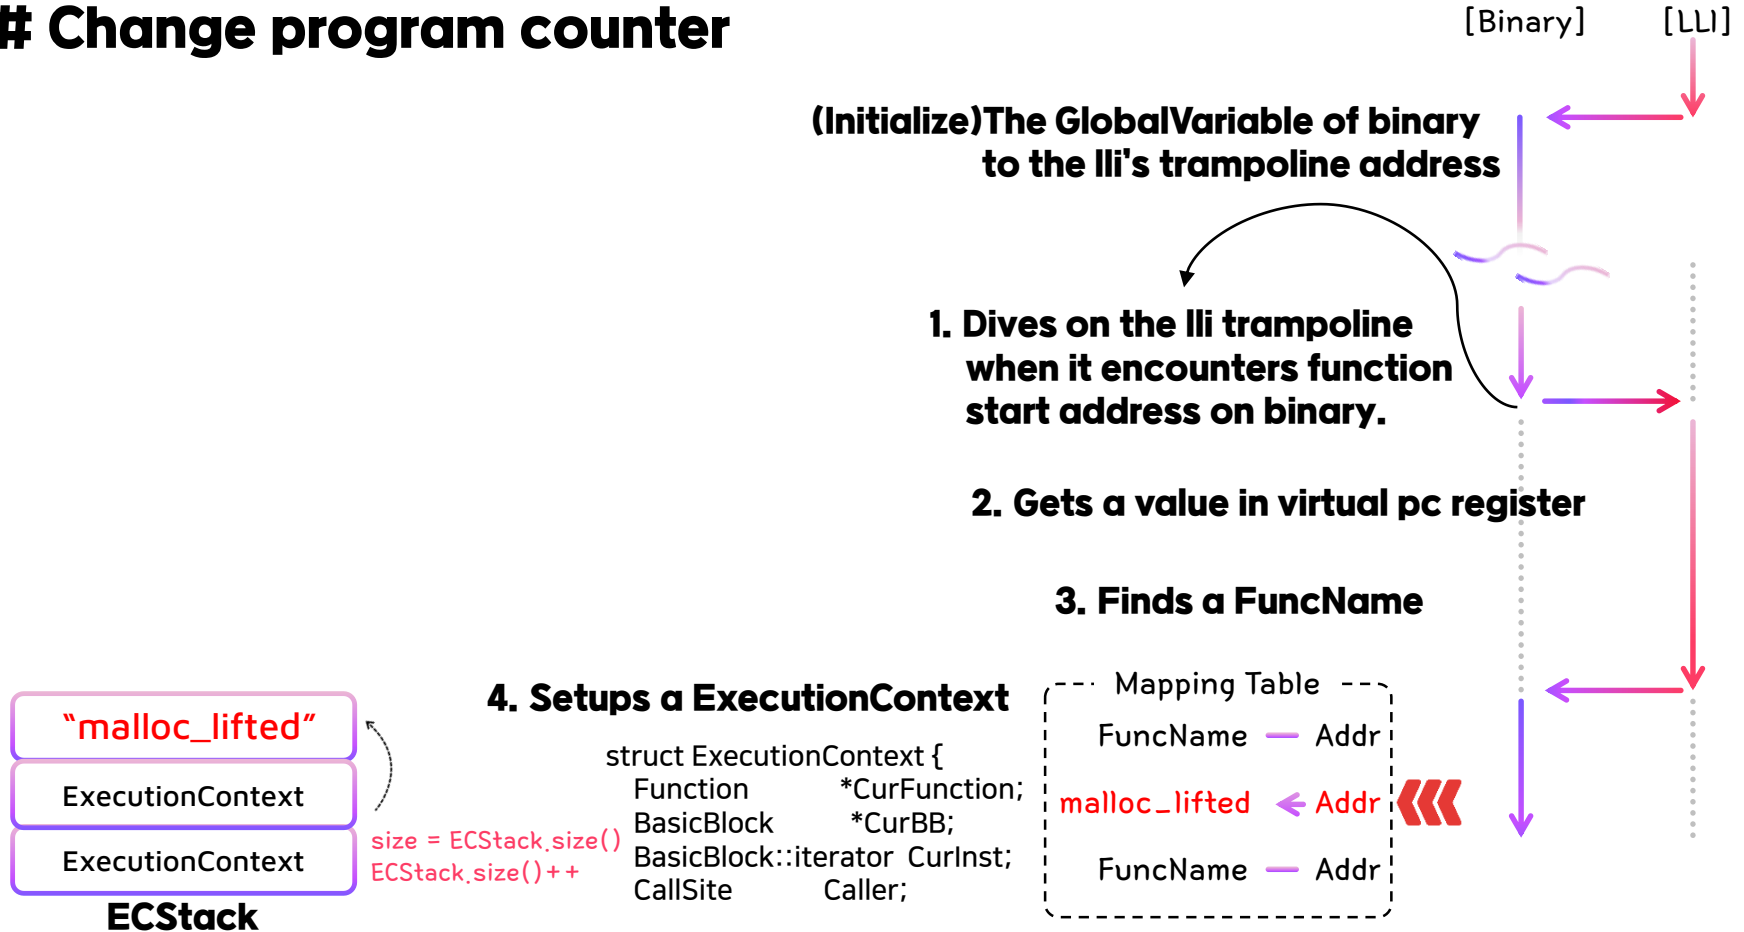 # Change program counter
[Binary]
[LLI]
(Initialize)The GlobalVariable of binary
to the lli's trampoline address
1. Dives on the lli trampoline
when it encounters function
start address on binary.
2. Gets a value in virtual pc register
3. Finds a FuncName
4. Setups a ExecutionContext
struct ExecutionContext {
Function *CurFunction;
BasicBlock *CurBB;
BasicBlock::iterator CurInst;
CallSite Caller;
Mapping Table
FuncName — Addr
malloc_lifted Addr
FuncName — Addr
“malloc_lifted”
ExecutionContext
ExecutionContext
ECStack
size = ECStack.size()
ECStack.size()++